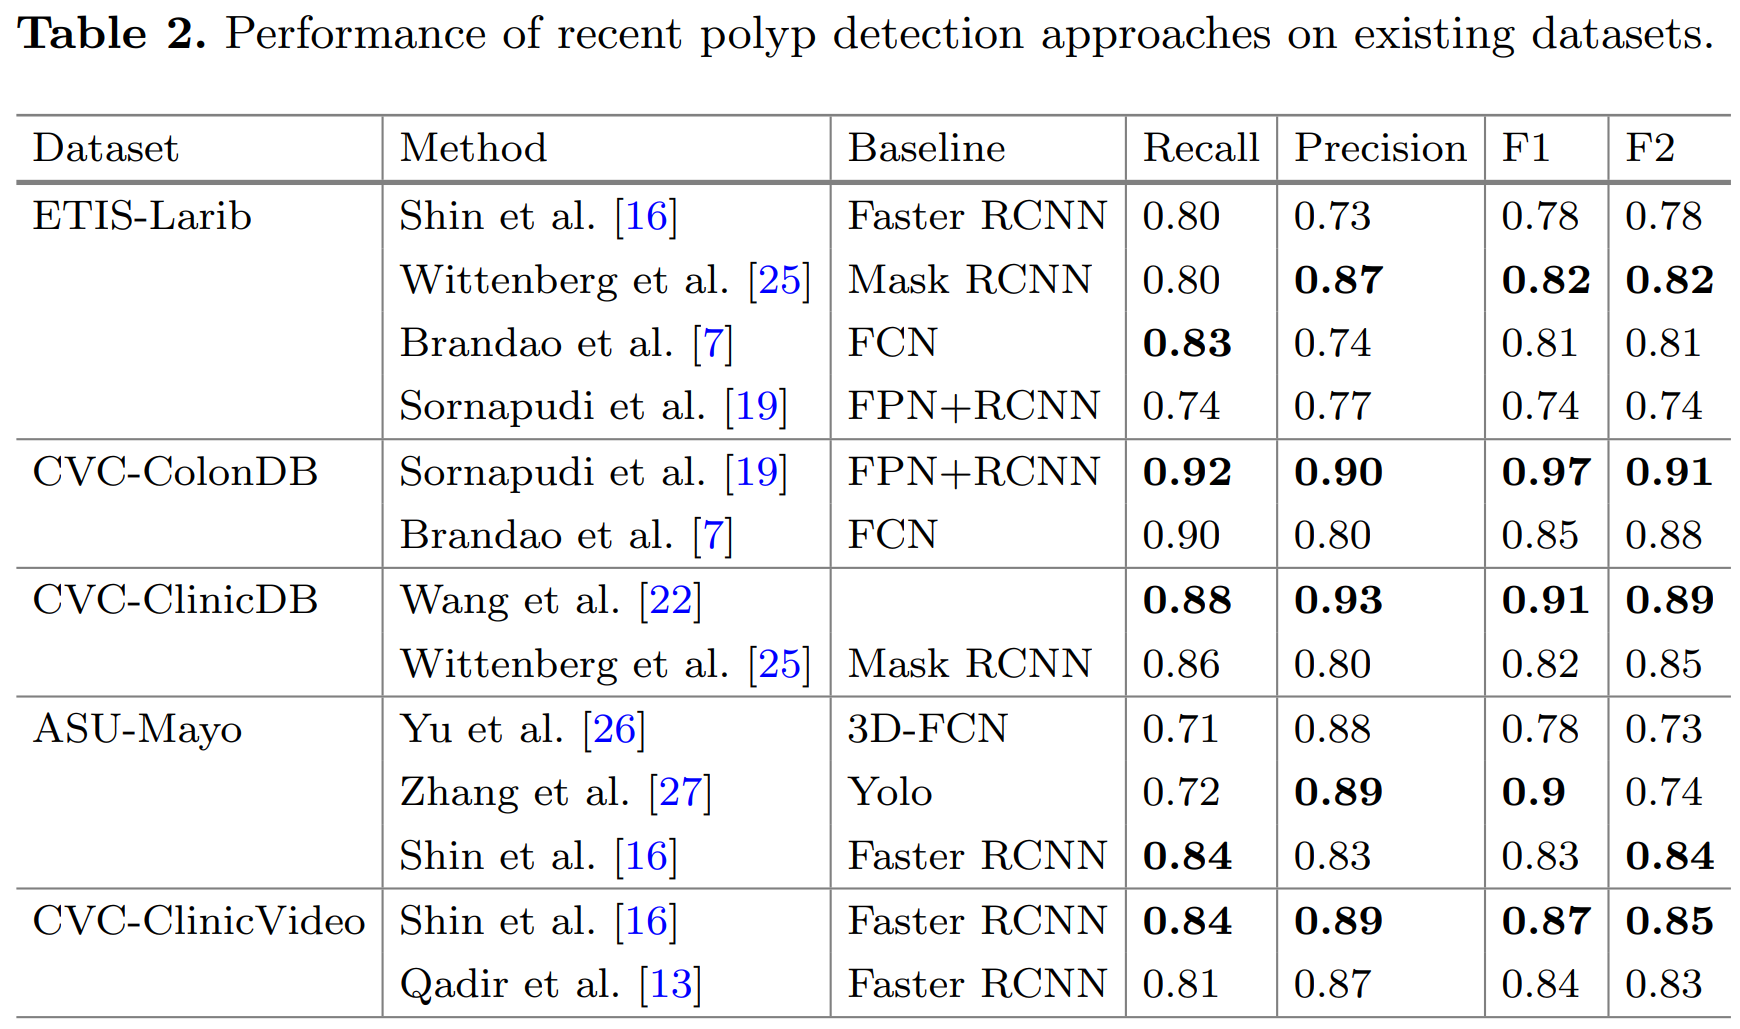 Table 2. Performance of recent polyp detection approaches on existing datasets.
Dataset Method Baseline Recall Precision F1 F2
ETIS-Larib Shin et al. [16] Faster RCNN 0.80 0.73 0.78 0.78
Wittenberg et al. [25] Mask RCNN 0.80 0.87 0.82 0.82
Brandao et al. [7] FCN 0.83 0.74 0.81 0.81
Sornapudi et al. [19] FPN+RCNN 0.74 0.77 0.74 0.74
CVC-ColonDB Sornapudi et al. [19] FPN+RCNN 0.92 0.90 0.97 0.91
Brandao et al. [7] FCN 0.90 0.80 0.85 0.88
CVC-ClinicDB Wang et al. [22] 0.88 0.93 0.91 0.89
Wittenberg et al. [25] Mask RCNN 0.86 0.80 0.82 0.85
ASU-Mayo Yu et al. [26] 3D-FCN 0.71 0.88 0.78 0.73
Zhang et al. [27] Yolo 0.72 0.89 0.9 0.74
Shin et al. [16] Faster RCNN 0.84 0.83 0.83 0.84
CVC-ClinicVideo Shin et al. [16] Faster RCNN 0.84 0.89 0.87 0.85
Qadir et al. [13] Faster RCNN 0.81 0.87 0.84 0.83